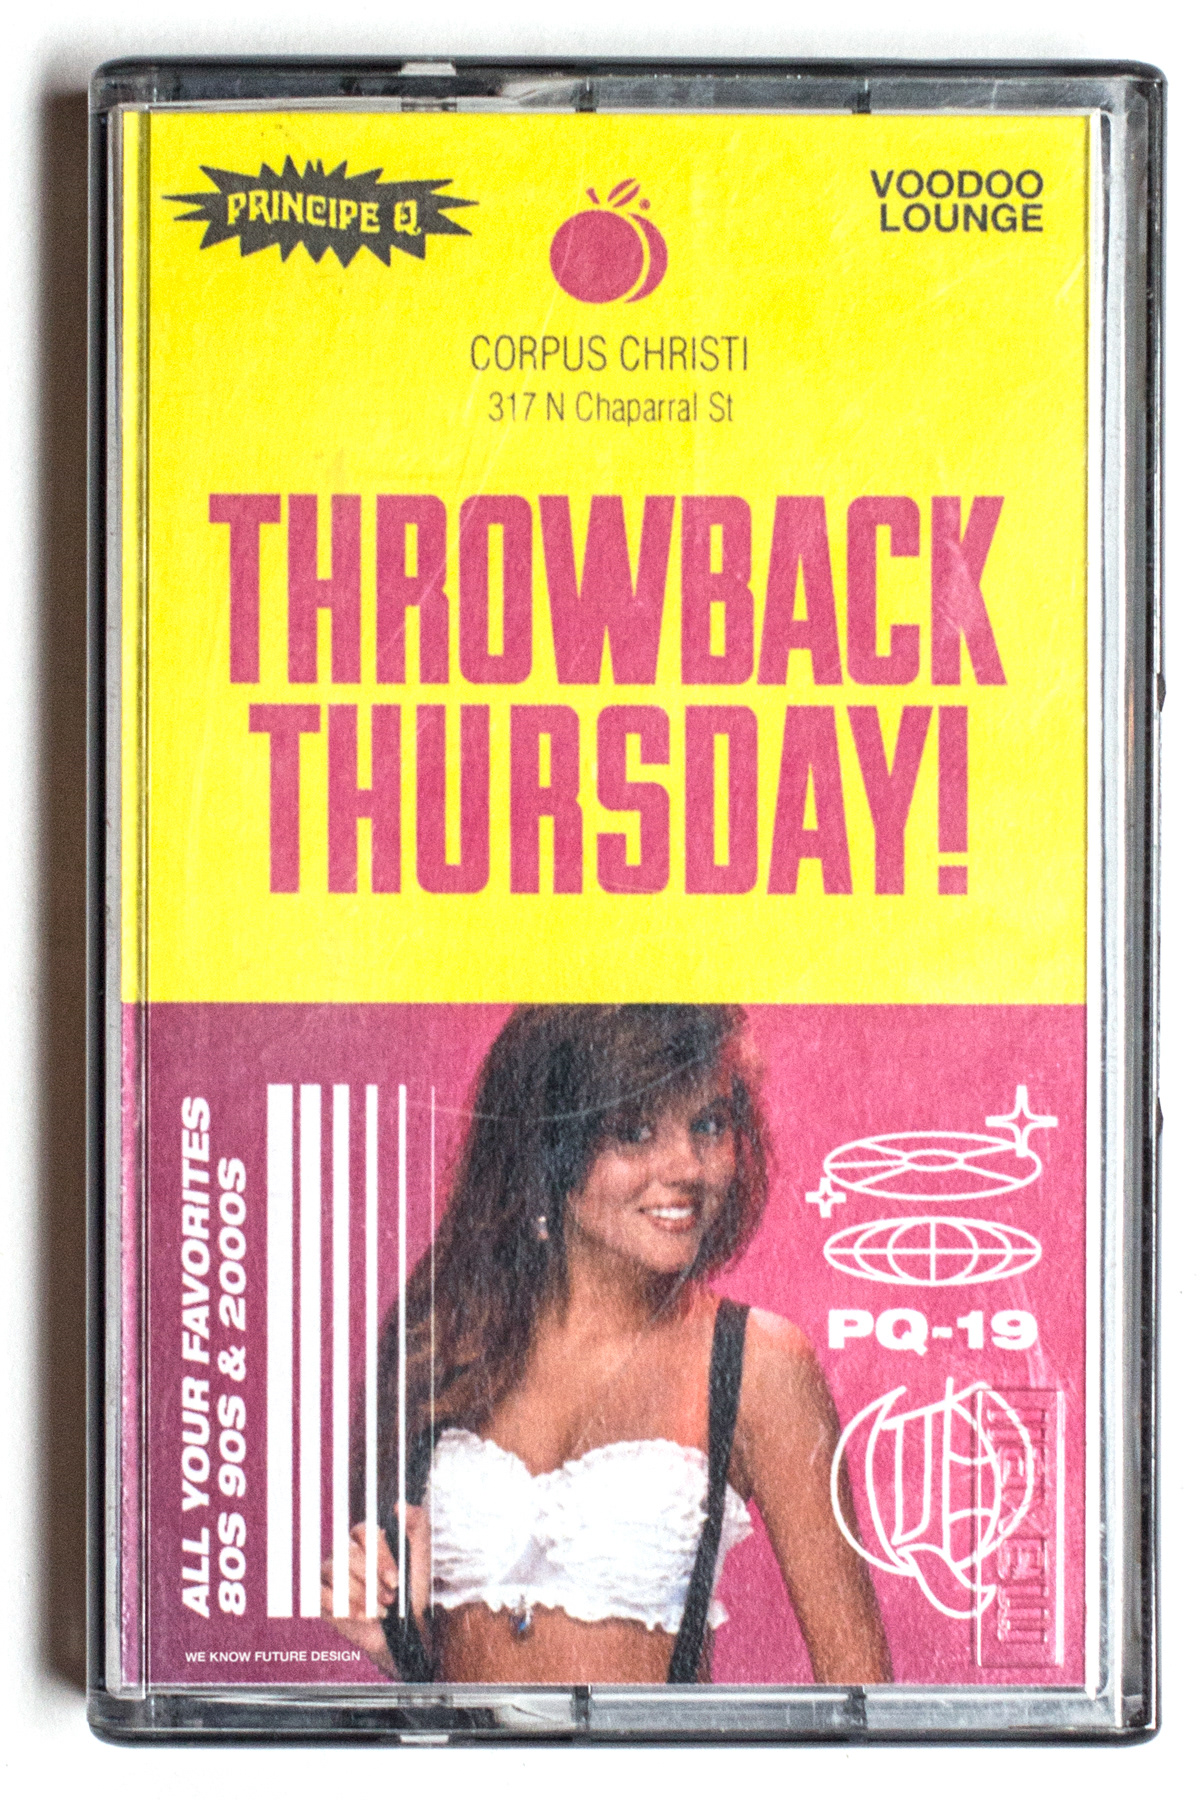 PRINCIPE Q.
VOODOO
LOUNGE
CORPUS CHRISTI
317 N Chaparral St
THROWBACK
THURSDAY!
ALL YOUR FAVORITES
80S 90S & 2000S
PQ-19
WE KNOW FUTURE DESIGN
maxell